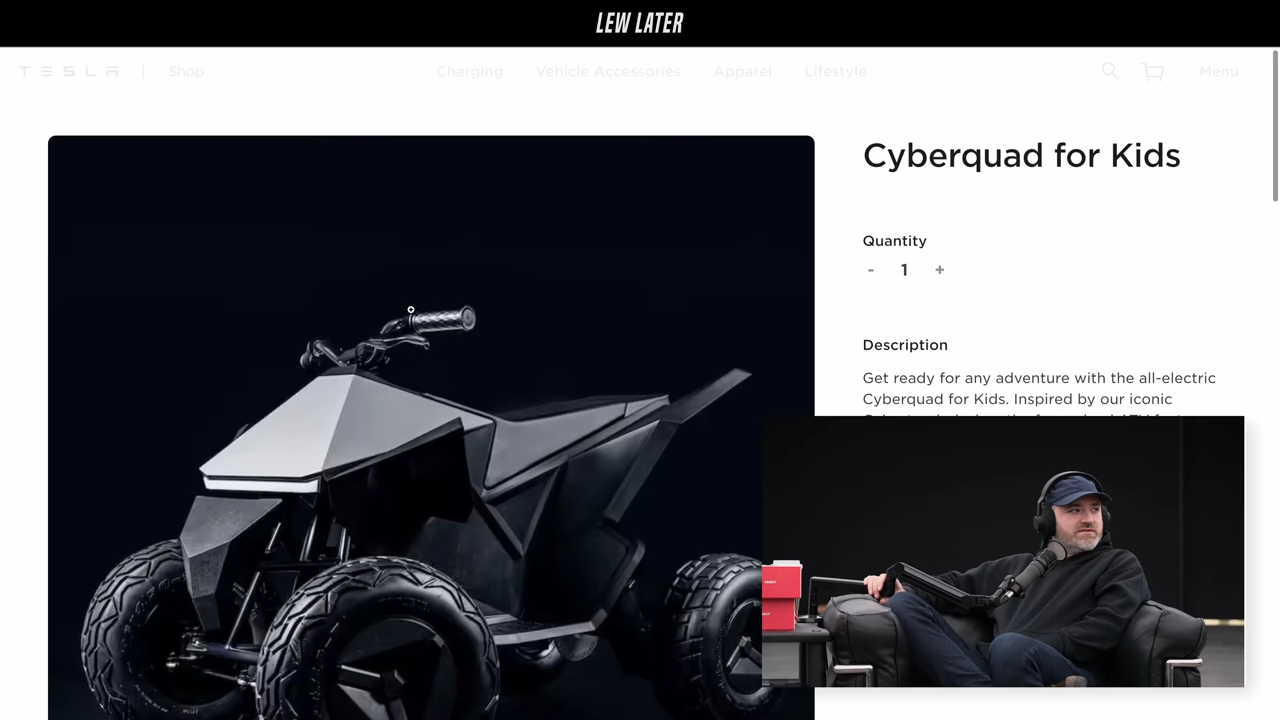 LEW LATER
TESLA | Shop
Charging
Vehicle Accessories
Apparel
Lifestyle
Menu
Cyberquad for Kids
Quantity
- 1 +
Description
Get ready for any adventure with the all-electric
Cyberquad for Kids. Inspired by our iconic